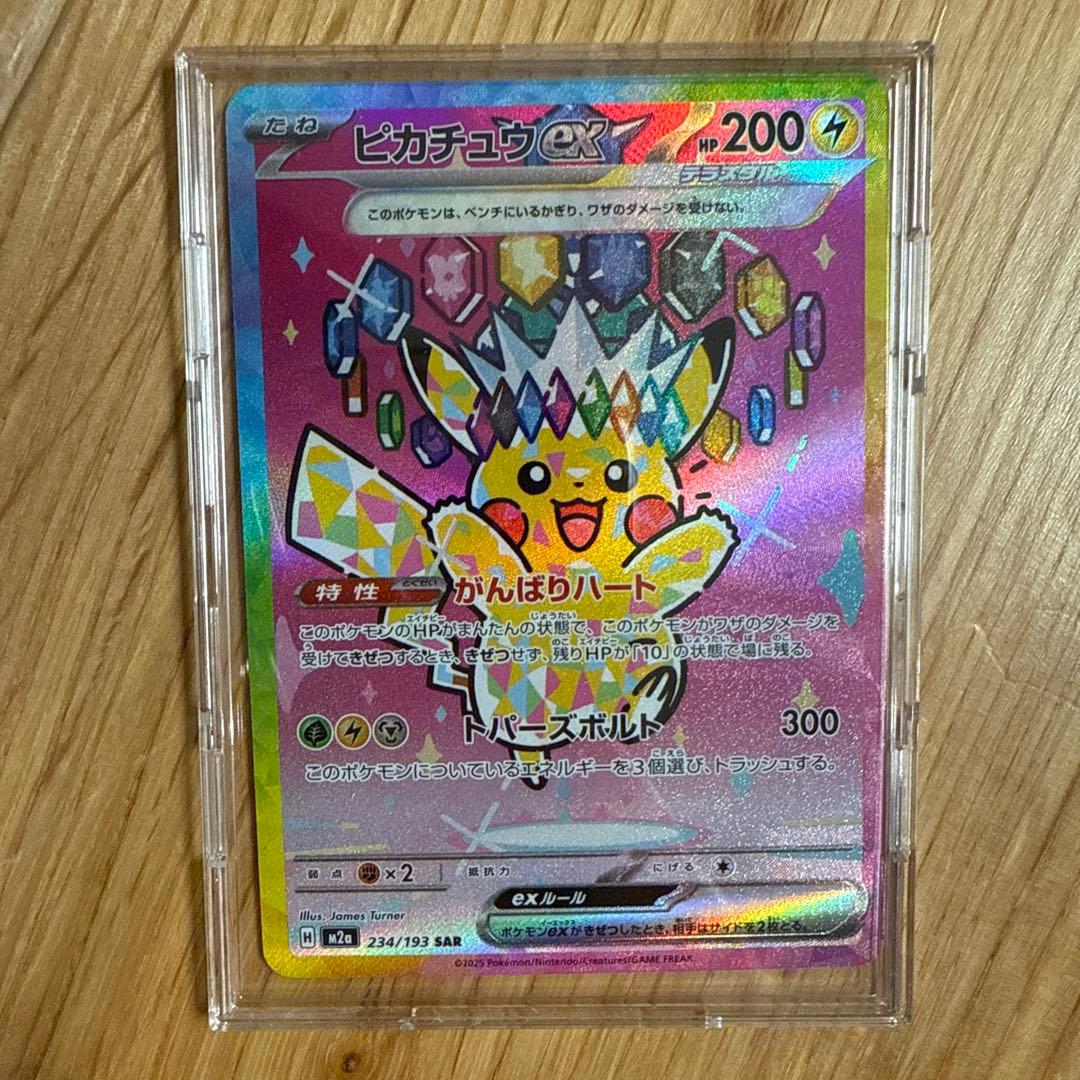 たね ピカチュウex HP 200
テラスタル
このポケモンは、ベンチにいるかぎり、ワザのダメージを受けない。
特性 とくせい がんばりハート
このポケモンのHPがまんたんの状態で、このポケモンがワザのダメージを
受けてきぜつするとき、きぜつせず、残りHPが「10」の状態で場に残る。
トパーズボルト 300
このポケモンについているエネルギーを3個選び、トラッシュする。
弱点 ×2 抵抗力 にげる
exルール
ポケモンexがきぜつしたとき、相手はサイドを2枚とる。
Illus. James Turner
H M2a 234/193 SAR
©2025 Pokémon/Nintendo/Creatures/GAME FREAK